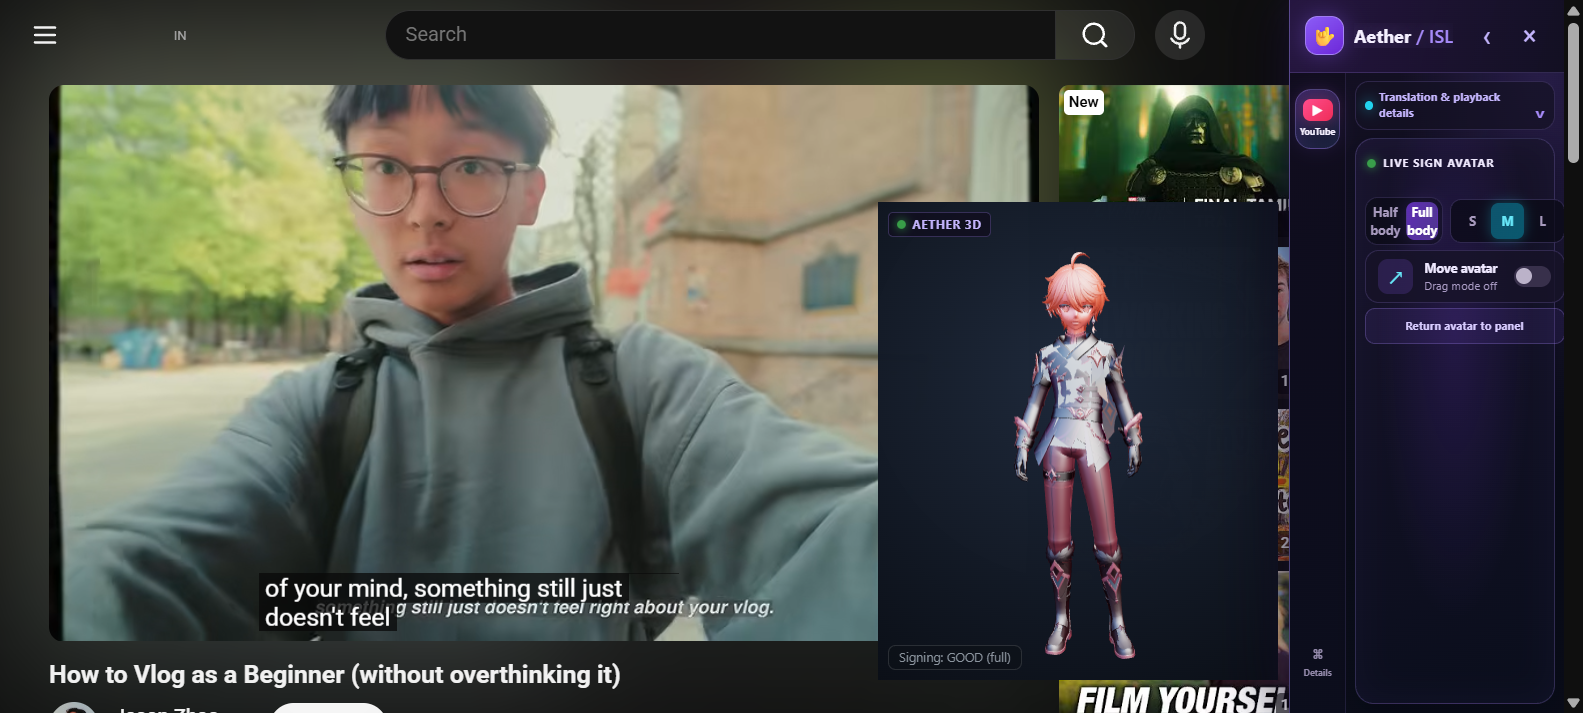 IN
Search
Aether / ISL
New
FINAL
AETHER 3D
Signing: GOOD (full)
of your mind, something still just
doesn't feel
something still just doesn't feel right about your vlog.
How to Vlog as a Beginner (without overthinking it)
FILM YOURSE
YouTube
⌘
Details
Translation & playback
details
v
LIVE SIGN AVATAR
Half
body
Full
body
S
M
L
Move avatar
Drag mode off
Return avatar to panel